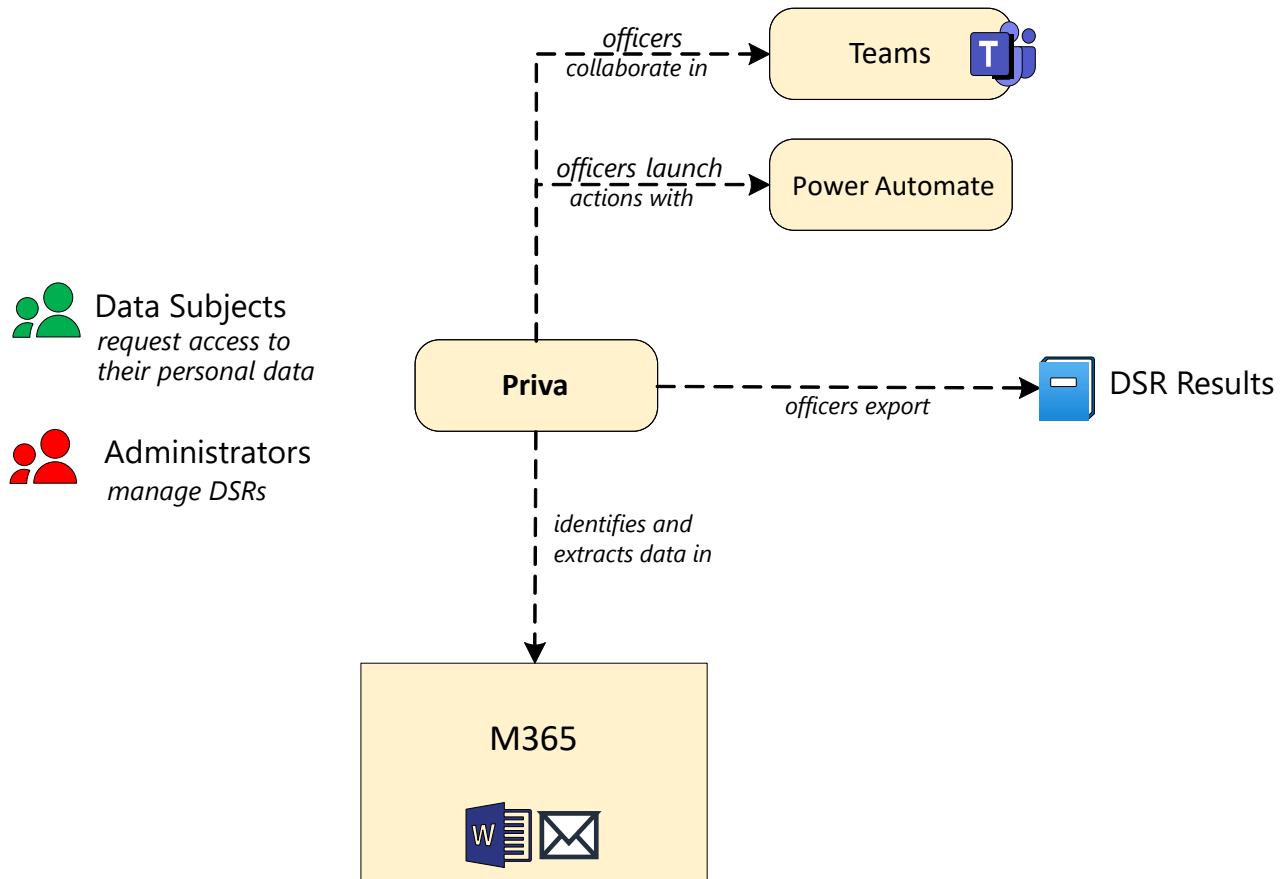 officers
collaborate in
Teams
T
officers launch
actions with
Power Automate
Data Subjects
request access to
their personal data
Priva
officers export
DSR Results
Administrators
manage DSRs
identifies and
extracts data in
M365
W